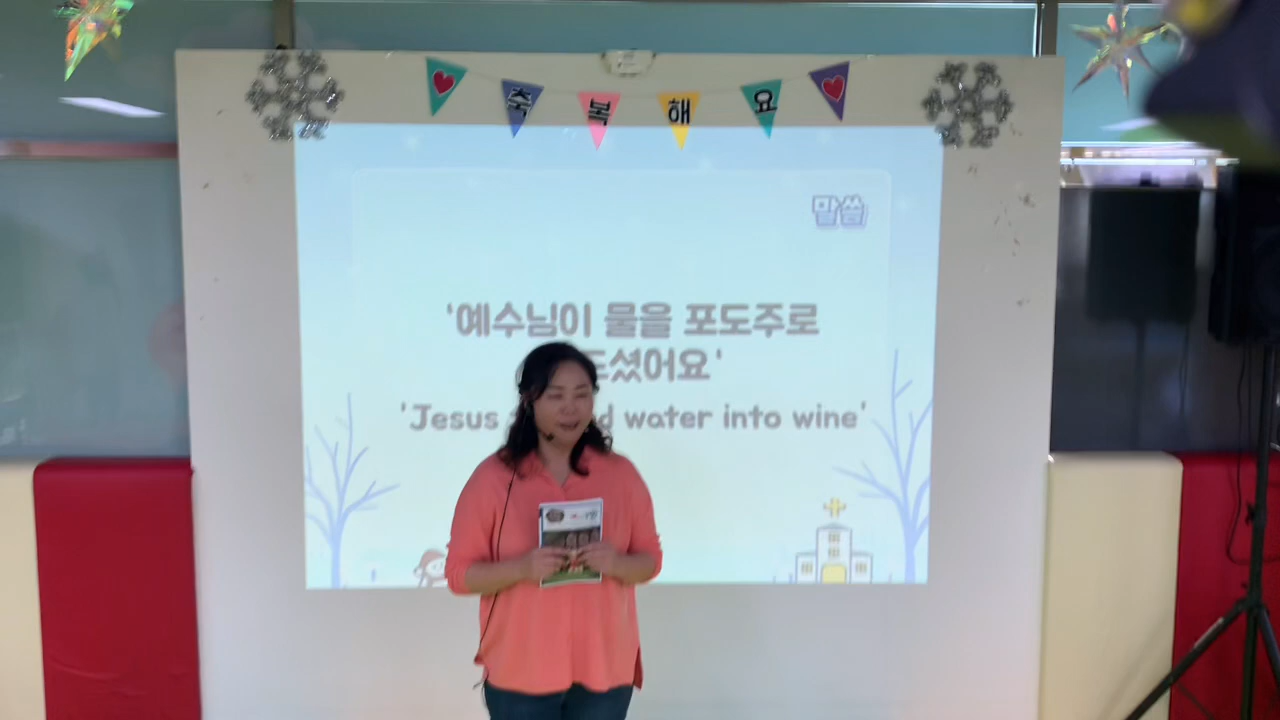 축 복 해 요
말씀
'예수님이 물을 포도주로
드셨어요'
'Jesus water into wine'